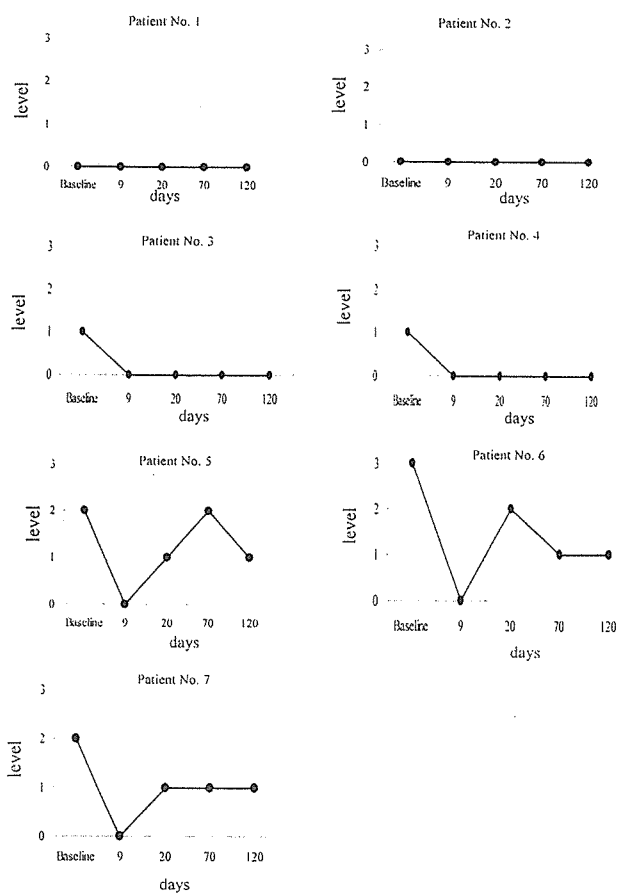 Patient No. 1
3
2
1
0
level
Baseline 9 20 70 120
days
Patient No. 2
3
2
1
0
level
Baseline 9 20 70 120
days
Patient No. 3
3
2
1
0
level
Baseline 9 20 70 120
days
Patient No. 4
3
2
1
0
level
Baseline 9 20 70 120
days
Patient No. 5
3
2
1
0
level
Baseline 9 20 70 120
days
Patient No. 6
3
2
1
0
level
Baseline 9 20 70 120
days
Patient No. 7
3
2
1
0
level
Baseline 9 20 70 120
days